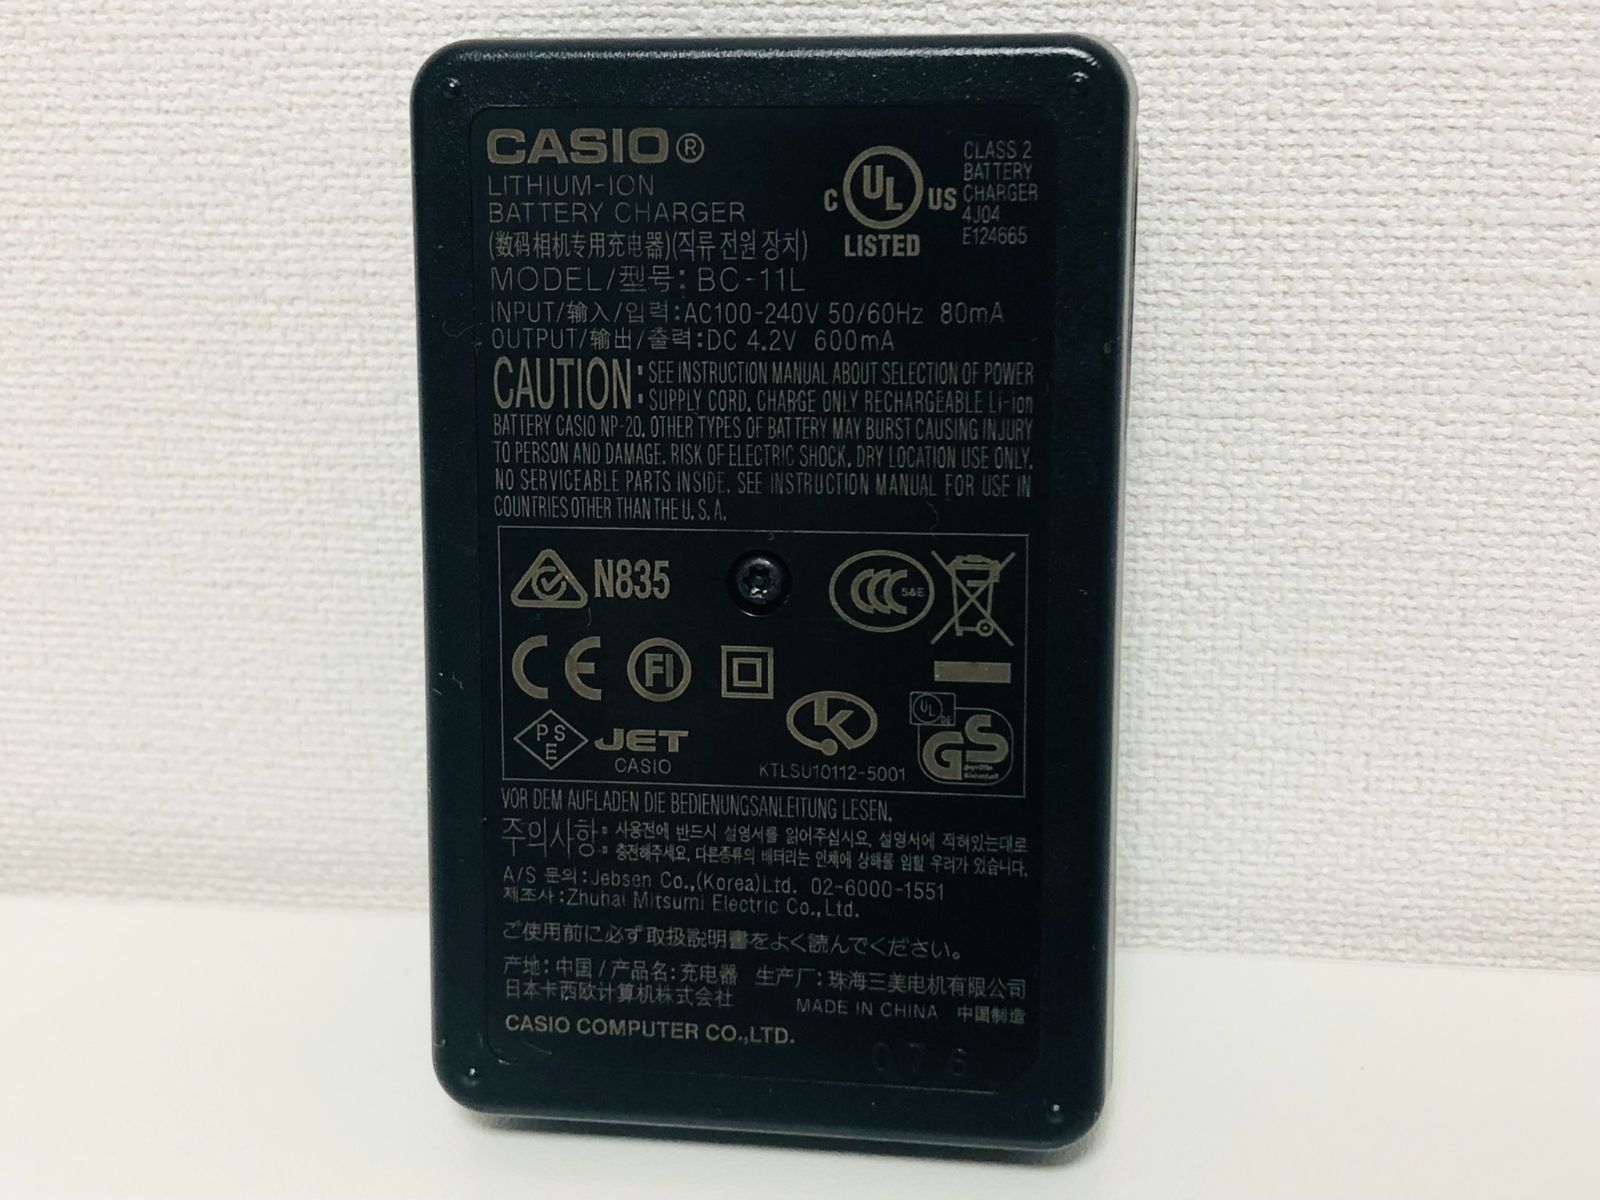 CASIO®
LITHIUM-ION
BATTERY CHARGER
(数码相机专用充电器)(직류전원장치)
MODEL/型号: BC-11L
INPUT/输入/입력:AC100-240V 50/60Hz 80mA
OUTPUT/输出/출력:DC 4.2V 600mA
C UL US
LISTED
CLASS 2
BATTERY
CHARGER
4J04
E124665
CAUTION: SEE INSTRUCTION MANUAL ABOUT SELECTION OF POWER
SUPPLY CORD. CHARGE ONLY RECHARGEABLE Li-ion
BATTERY CASIO NP-20. OTHER TYPES OF BATTERY MAY BURST CAUSING INJURY
TO PERSON AND DAMAGE. RISK OF ELECTRIC SHOCK. DRY LOCATION USE ONLY.
NO SERVICEABLE PARTS INSIDE. SEE INSTRUCTION MANUAL FOR USE IN
COUNTRIES OTHER THAN THE U.S.A.
N835
CCC S&E
CE FI
PSE JET
CASIO
K
KTLSU10112-5001
UL DE
GS
VOR DEM AUFLADEN DIE BEDIENUNGSANLEITUNG LESEN.
주의사항: 사용전에 반드시 설명서를 읽어주십시요. 설명서에 적혀있는대로
충전해주세요. 다른종류의 배터리는 인체에 상해를 입힐 우려가 있습니다.
A/S 문의:Jebsen Co.,(Korea)Ltd. 02-6000-1551
제조사:Zhuhai Mitsumi Electric Co.,Ltd.
ご使用前に必ず取扱説明書をよく読んでください。
产地:中国/产品名:充电器 生产厂:珠海三美电机有限公司
日本卡西欧计算机株式会社
MADE IN CHINA 中国制造
CASIO COMPUTER CO.,LTD.
076